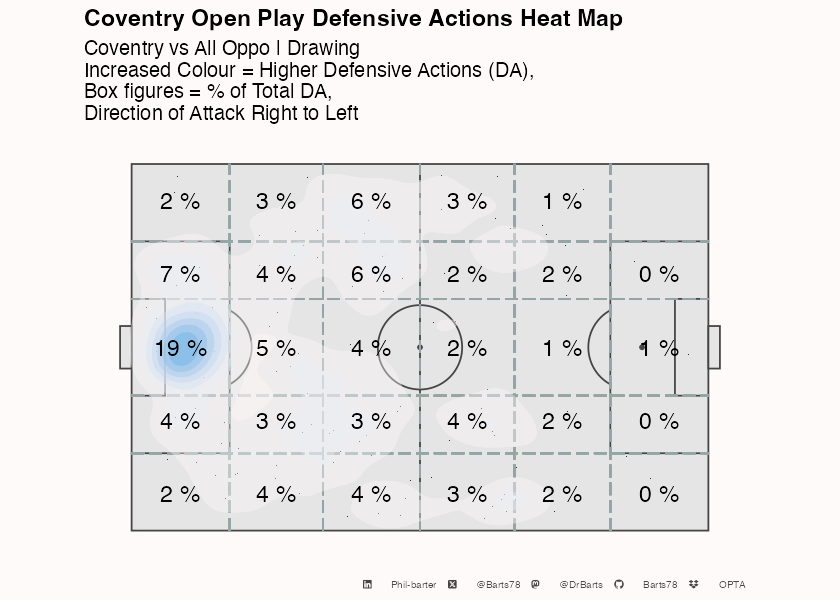 Coventry Open Play Defensive Actions Heat Map
Coventry vs All Oppo | Drawing
Increased Colour = Higher Defensive Actions (DA),
Box figures = % of Total DA,
Direction of Attack Right to Left
2 % 3 % 6 % 3 % 1 %
7 % 4 % 6 % 2 % 2 % 0 %
19 % 5 % 4 % 2 % 1 % 1 %
4 % 3 % 3 % 4 % 2 % 0 %
2 % 4 % 4 % 3 % 2 % 0 %
Phil-barter @Barts78 @DrBarts Barts78 OPTA